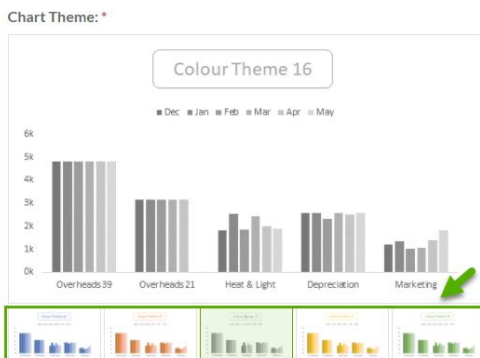 Chart Theme: *
Colour Theme 16
Dec Jan Feb Mar Apr May
6k
5k
4k
3k
2k
1k
0k
Overheads 39 Overheads 21 Heat & Light Depreciation Marketing